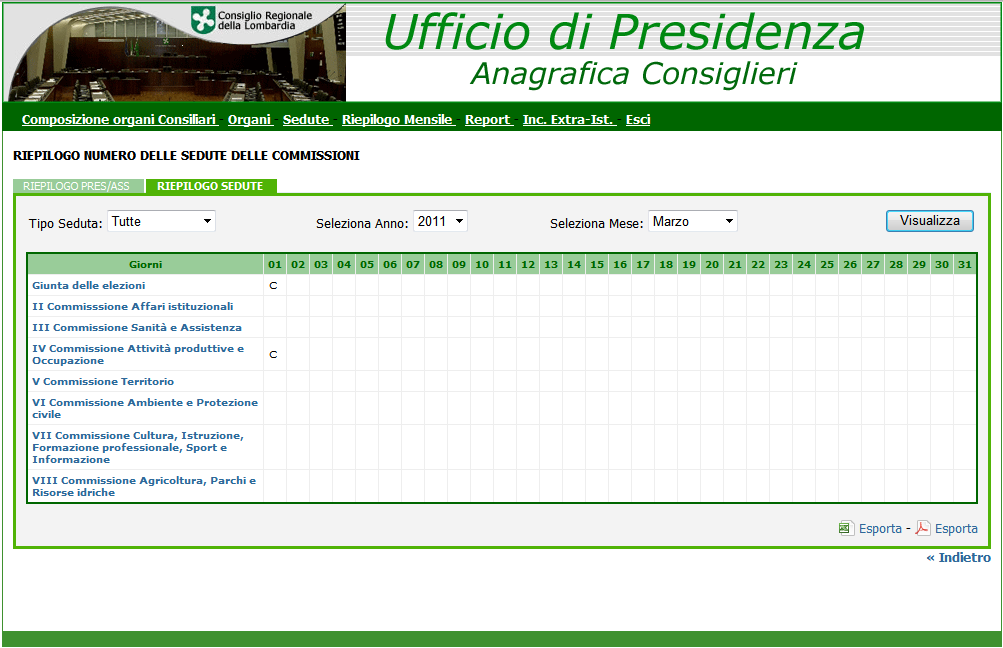 Consiglio Regionale
della Lombardia
Ufficio di Presidenza
Anagrafica Consiglieri
Composizione organi Consiliari - Organi - Sedute - Riepilogo Mensile - Report - Inc. Extra-Ist. - Esci
RIEPILOGO NUMERO DELLE SEDUTE DELLE COMMISSIONI
RIEPILOGO PRES/ASS RIEPILOGO SEDUTE
Tipo Seduta: Tutte Seleziona Anno: 2011 Seleziona Mese: Marzo Visualizza
Giorni 01 02 03 04 05 06 07 08 09 10 11 12 13 14 15 16 17 18 19 20 21 22 23 24 25 26 27 28 29 30 31
Giunta delle elezioni C
II Commisssione Affari istituzionali
III Commisssione Sanità e Assistenza
IV Commissione Attività produttive e
Occupazione C
V Commissione Territorio
VI Commissione Ambiente e Protezione
civile
VII Commissione Cultura, Istruzione,
Formazione professionale, Sport e
Informazione
VIII Commissione Agricoltura, Parchi e
Risorse idriche
Esporta - Esporta
« Indietro